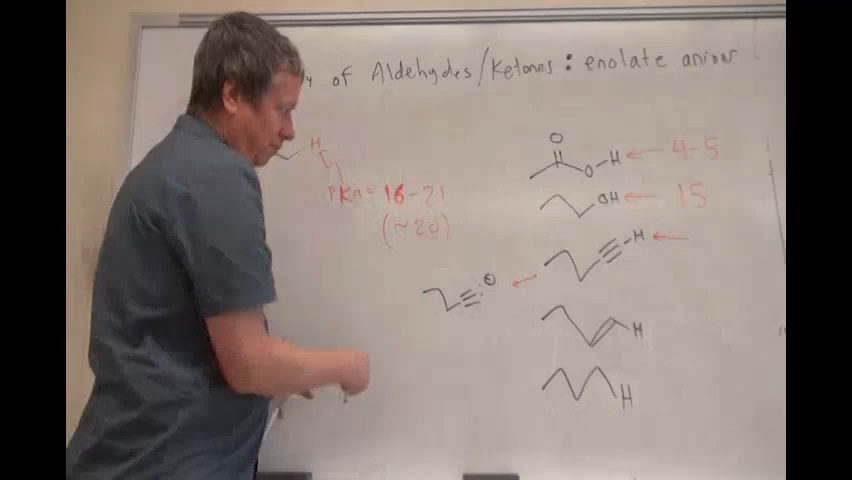 of Aldehydes/Ketones: enolate anion
O
O-H ← 4-5
H
PKa = 16-21
OH ← 15
(~20)
H ←
H
H